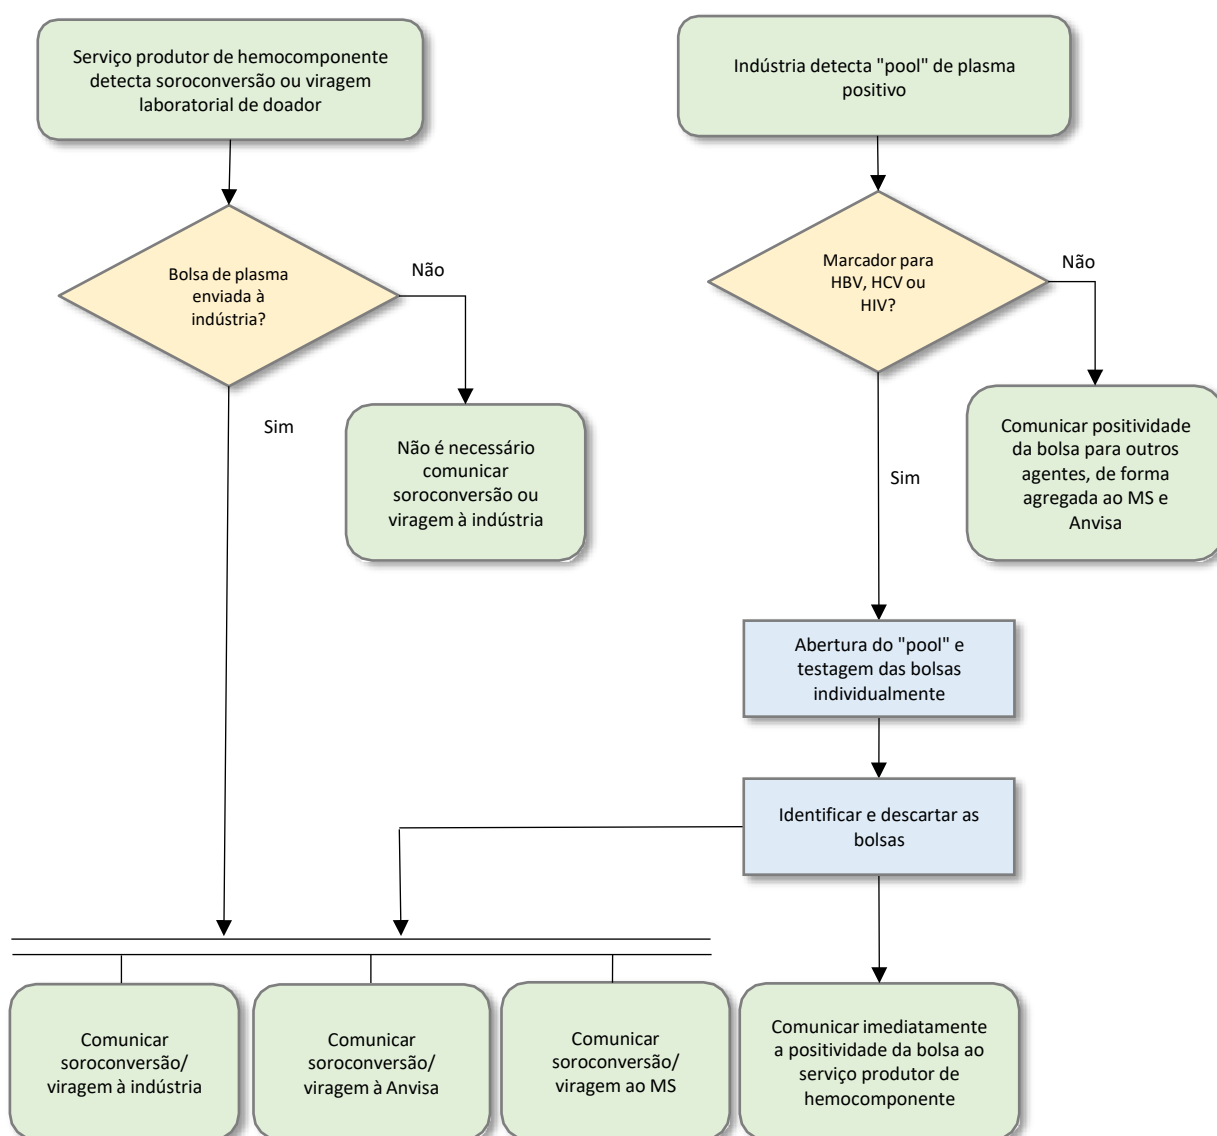 Serviço produtor de hemocomponente
detecta soroconversão ou viragem
laboratorial de doador
Indústria detecta "pool" de plasma
positivo
Bolsa de plasma
enviada à
indústria?
Não
Marcador para
HBV, HCV ou
HIV?
Não
Sim
Não é necessário
comunicar
soroconversão ou
viragem à indústria
Sim
Comunicar positividade
da bolsa para outros
agentes, de forma
agregada ao MS e
Anvisa
Abertura do "pool" e
testagem das bolsas
individualmente
Identificar e descartar as
bolsas
Comunicar
soroconversão/
viragem à indústria
Comunicar
soroconversão/
viragem à Anvisa
Comunicar
soroconversão/
viragem ao MS
Comunicar imediatamente
a positividade da bolsa ao
serviço produtor de
hemocomponente